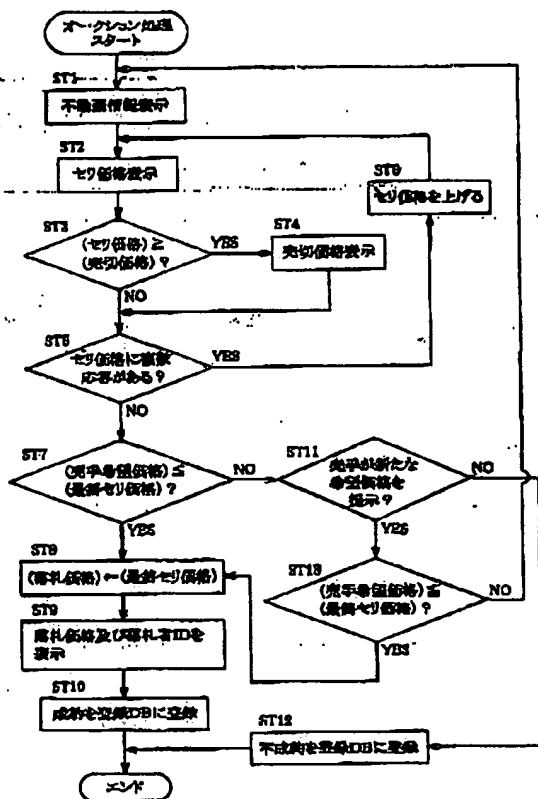 オークション処理
スタート
ST1
不動産情報表示
ST2
セリ価格表示
ST6
セリ価格を上げる
ST3
(セリ価格)≧
(売切価格)?
YES
ST4
売切価格表示
NO
ST5
セリ価格に複数
応答がある?
YES
NO
ST7
(売手希望価格)≦
(最終セリ価格)?
NO
ST11
売手が新たな
希望価格を
提示?
NO
YES
YES
ST8
(落札価格)←(最終セリ価格)
ST13
(売手希望価格)≦
(最終セリ価格)?
NO
YES
ST9
落札価格及び落札者IDを
表示
ST10
成約を登録DBに登録
ST12
不成約を登録DBに登録
エンド